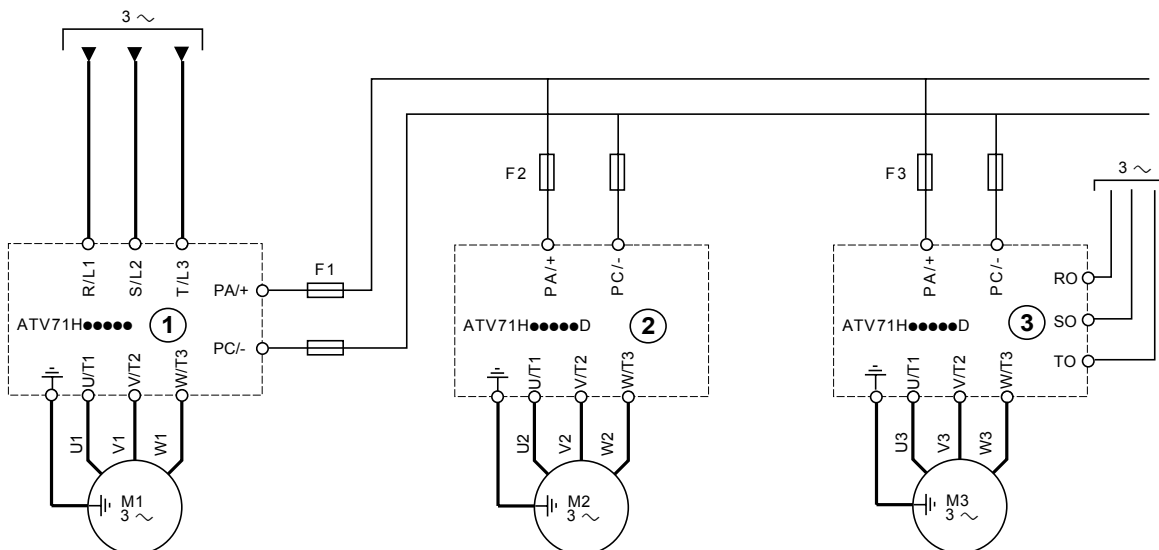 3 ∼
R/L1
S/L2
T/L3
F1
PA/+
PC/-
ATV71H●●●●●
1
U/T1
V/T2
W/T3
U1
V1
W1
M1
3 ∼
F2
PA/+
PC/-
ATV71H●●●●●D
2
U/T1
V/T2
W/T3
U2
V2
W2
M2
3 ∼
F3
3 ∼
PA/+
PC/-
RO
SO
TO
ATV71H●●●●●D
3
U/T1
V/T2
W/T3
U3
V3
W3
M3
3 ∼